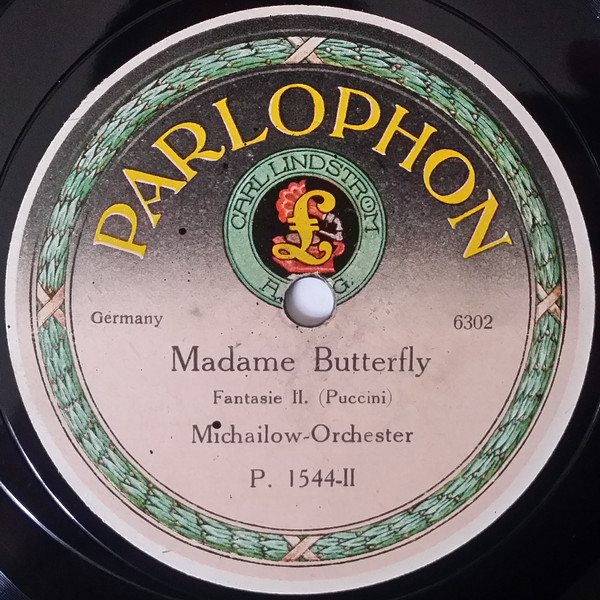 PARLOPHON
CARL LINDSTRÖM
A. G.
£
Germany
6302
Madame Butterfly
Fantasie II. (Puccini)
Michailow-Orchester
P. 1544-II